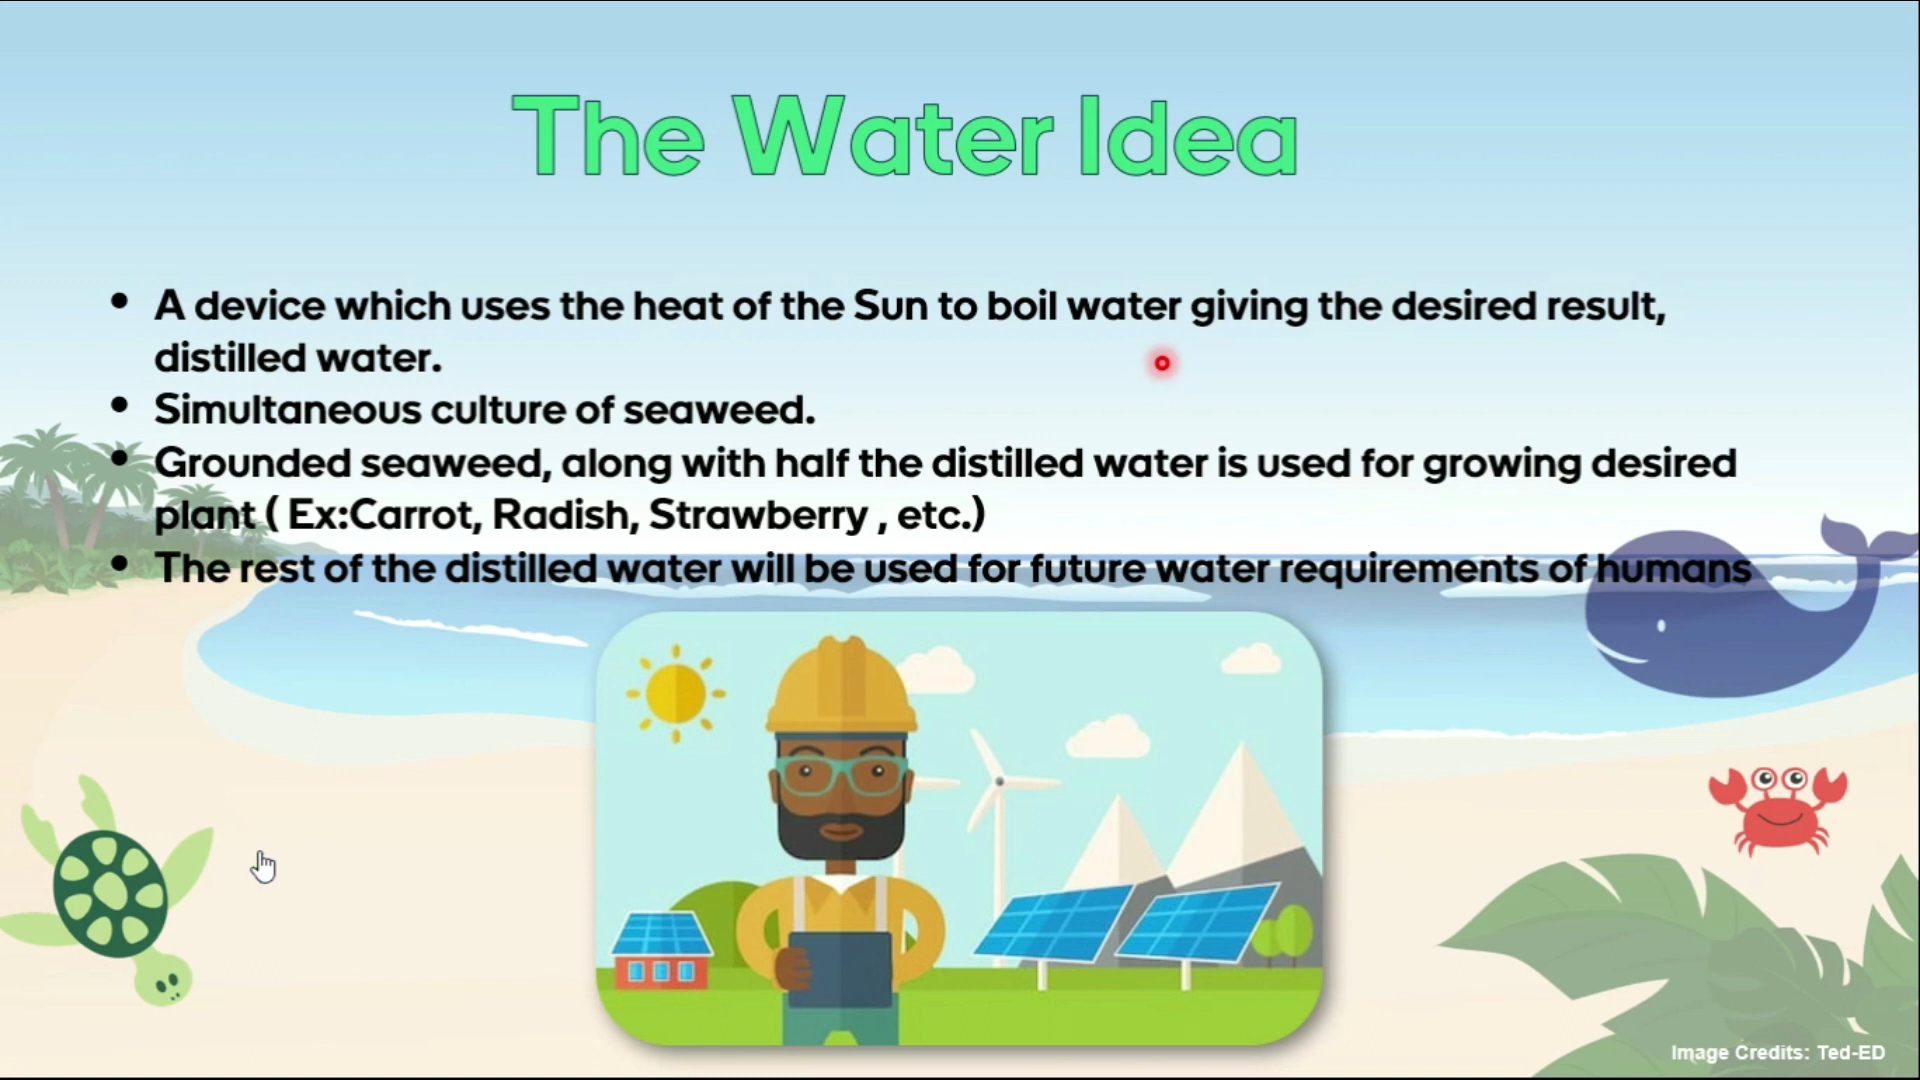 The Water Idea
• A device which uses the heat of the Sun to boil water giving the desired result,
distilled water.
• Simultaneous culture of seaweed.
• Grounded seaweed, along with half the distilled water is used for growing desired
plant ( Ex:Carrot, Radish, Strawberry , etc.)
• The rest of the distilled water will be used for future water requirements of humans
Image Credits: Ted-ED